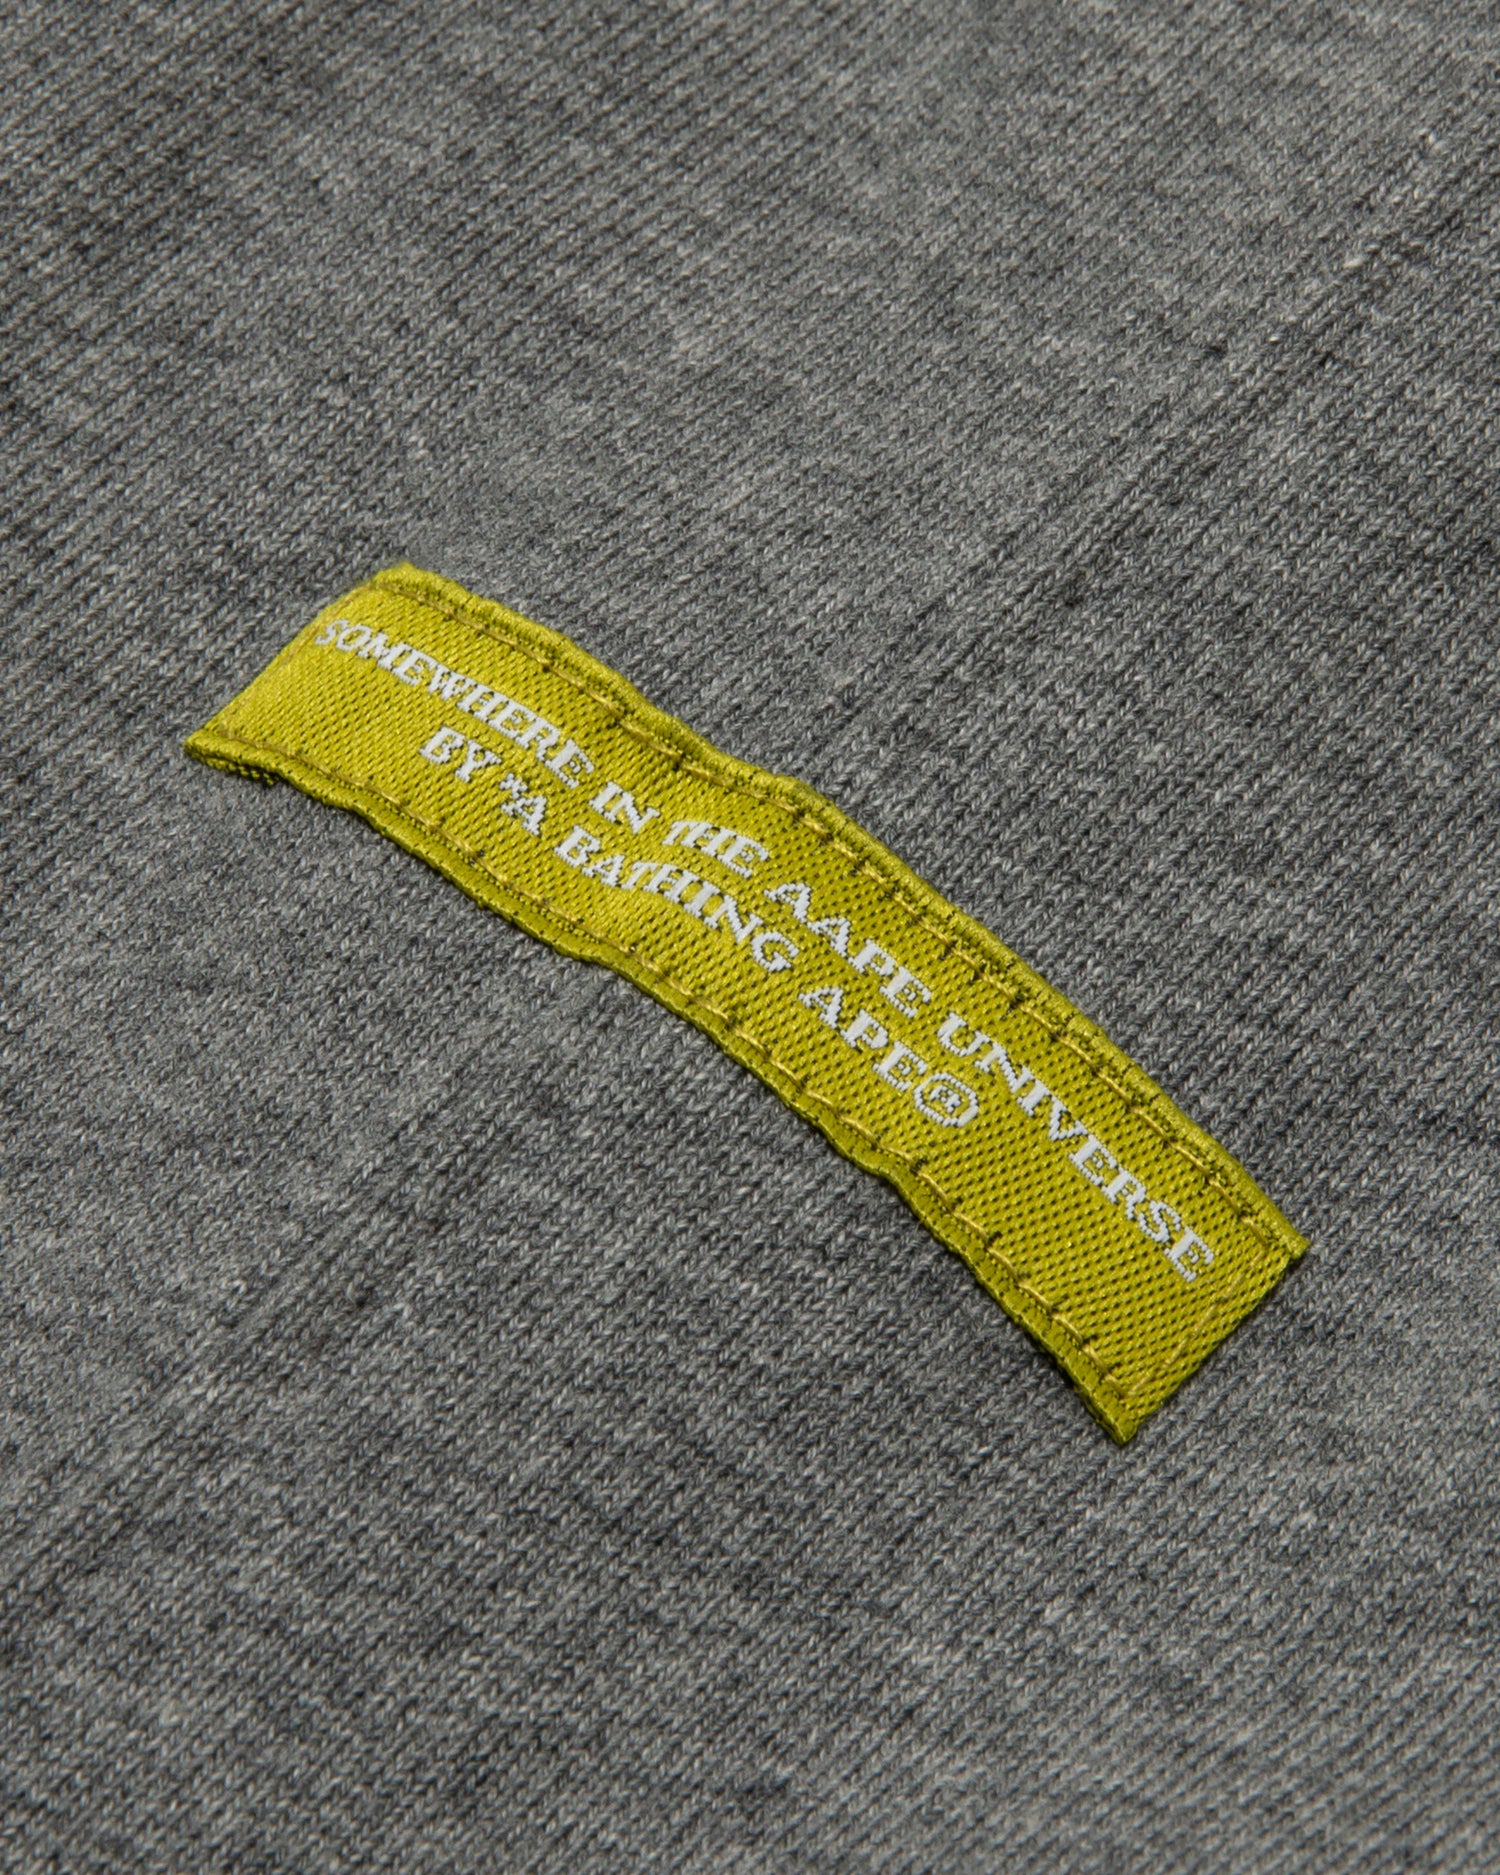 SOMEWHERE IN THE AAPE UNIVERSE
BY *A BATHING APE®